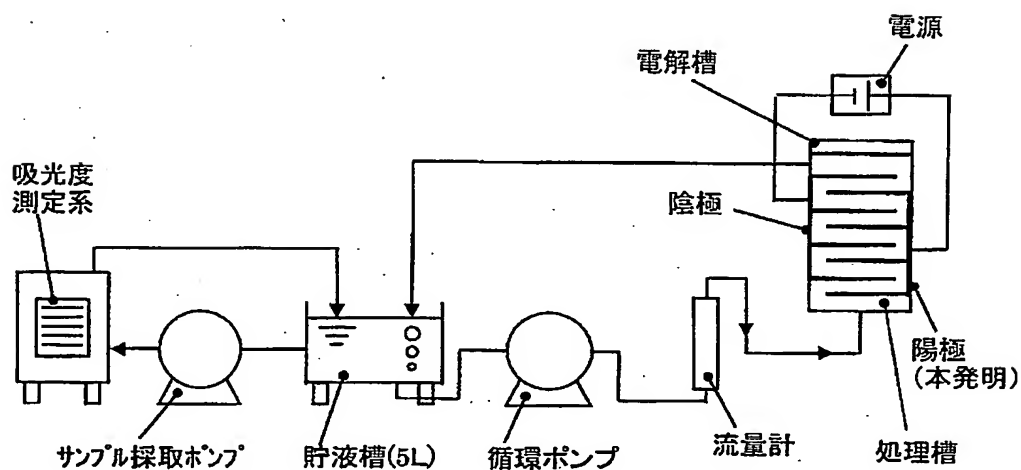 電源
電解槽
吸光度
測定系
陰極
陽極
(本発明)
サンプル採取ポンプ
貯液槽(5L)
循環ポンプ
流量計
処理槽